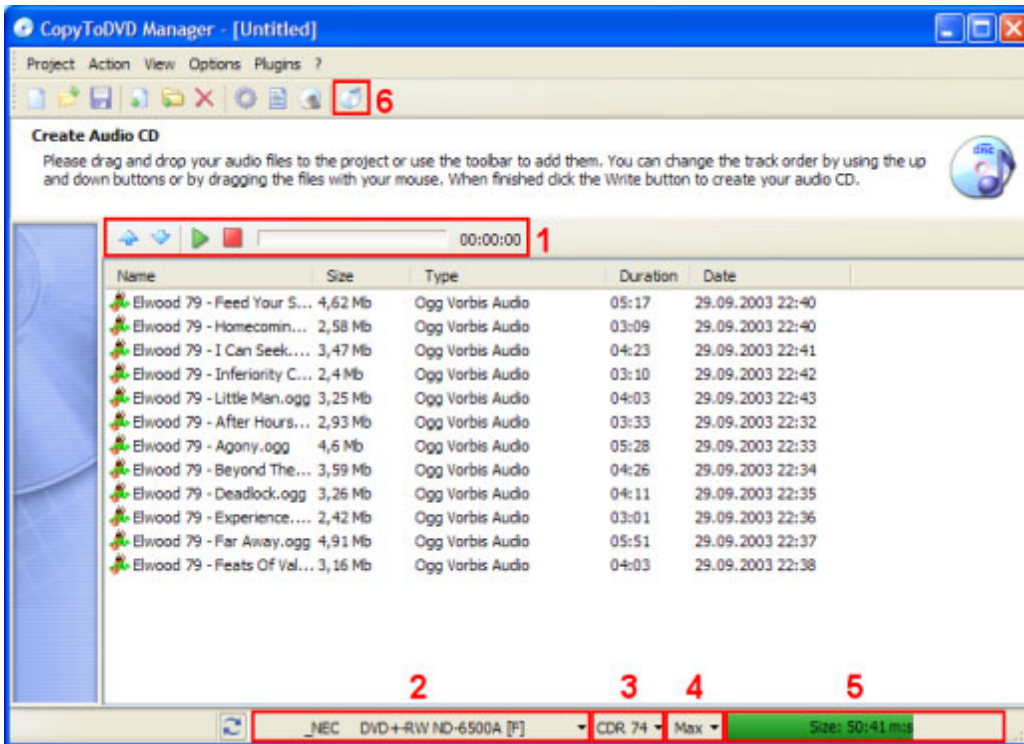 CopyToDVD Manager - [Untitled]
Project Action View Options Plugins ?
6
Create Audio CD
Please drag and drop your audio files to the project or use the toolbar to add them. You can change the track order by using the up
and down buttons or by dragging the files with your mouse. When finished click the Write button to create your audio CD.
00:00:00 1
Name Size Type Duration Date
Elwood 79 - Feed Your S... 4,62 Mb Ogg Vorbis Audio 05:17 29.09.2003 22:40
Elwood 79 - Homecomin... 2,58 Mb Ogg Vorbis Audio 03:09 29.09.2003 22:40
Elwood 79 - I Can Seek.... 3,47 Mb Ogg Vorbis Audio 04:23 29.09.2003 22:41
Elwood 79 - Inferiority C... 2,4 Mb Ogg Vorbis Audio 03:10 29.09.2003 22:42
Elwood 79 - Little Man.ogg 3,25 Mb Ogg Vorbis Audio 04:03 29.09.2003 22:43
Elwood 79 - After Hours... 2,93 Mb Ogg Vorbis Audio 03:33 29.09.2003 22:32
Elwood 79 - Agony.ogg 4,6 Mb Ogg Vorbis Audio 05:28 29.09.2003 22:33
Elwood 79 - Beyond The... 3,59 Mb Ogg Vorbis Audio 04:26 29.09.2003 22:34
Elwood 79 - Deadlock.ogg 3,26 Mb Ogg Vorbis Audio 04:11 29.09.2003 22:35
Elwood 79 - Experience.... 2,42 Mb Ogg Vorbis Audio 03:01 29.09.2003 22:36
Elwood 79 - Far Away.ogg 4,91 Mb Ogg Vorbis Audio 05:51 29.09.2003 22:37
Elwood 79 - Feats Of Val... 3,16 Mb Ogg Vorbis Audio 04:03 29.09.2003 22:38
2 3 4 5
_NEC DVD+-RW ND-6500A [F] CDR 74 Max Size: 50:41 m:s